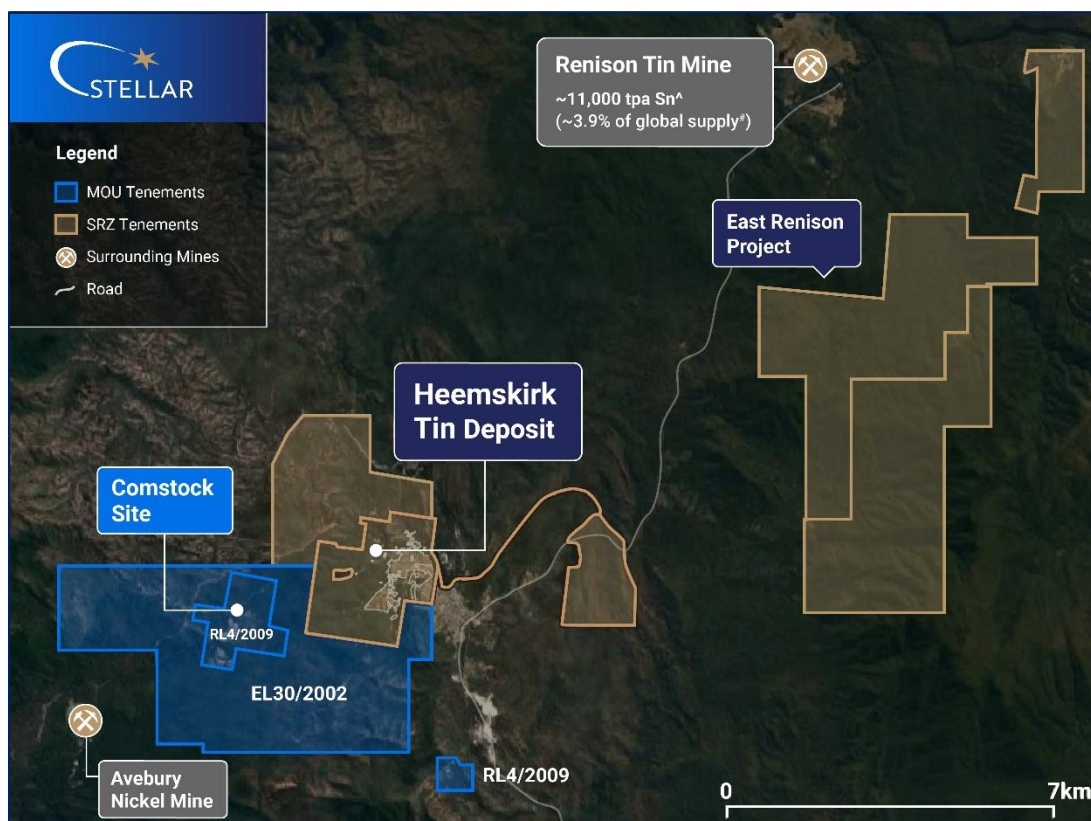 STELLAR
Legend
MOU Tenements
SRZ Tenements
Surrounding Mines
Road
Renison Tin Mine
~11,000 tpa Sn^
(~3.9% of global supply#)
East Renison
Project
Heemskirk
Tin Deposit
Comstock
Site
RL4/2009
EL30/2002
Avebury
Nickel Mine
RL4/2009
0
7km